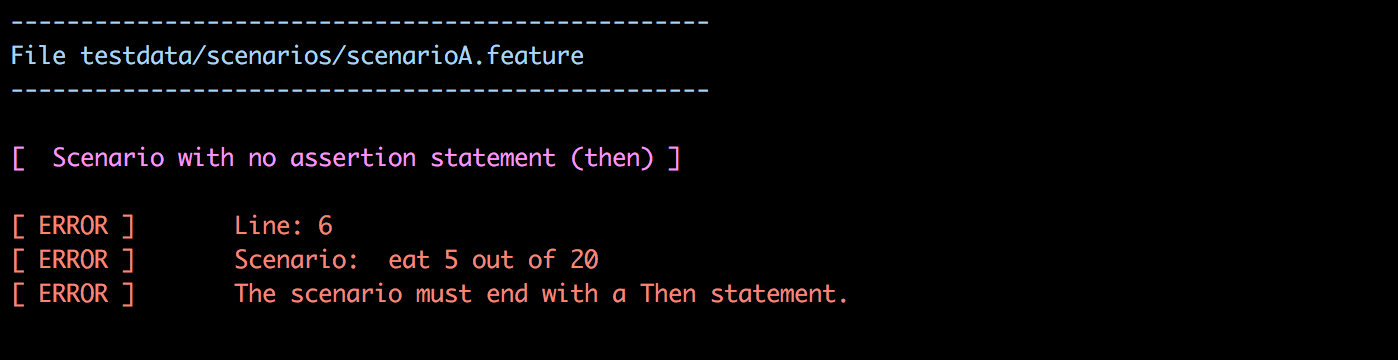 --------------------------------------------------
File testdata/scenarios/scenarioA.feature
--------------------------------------------------
[  Scenario with no assertion statement (then) ]
[ ERROR ]       Line: 6
[ ERROR ]       Scenario:  eat 5 out of 20
[ ERROR ]       The scenario must end with a Then statement.